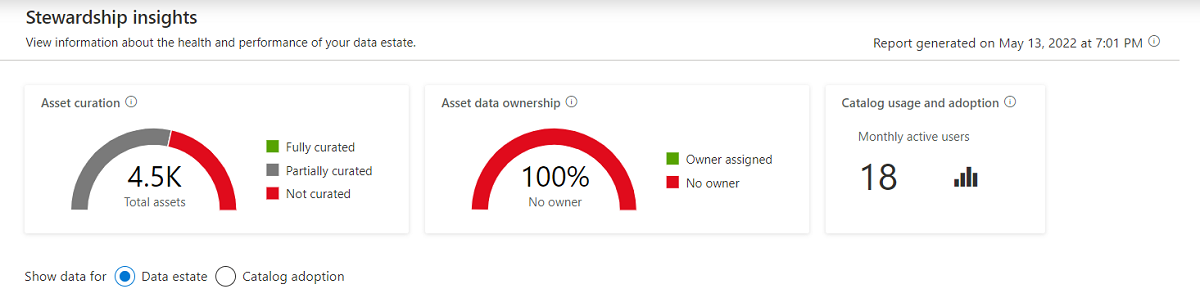 Stewardship insights
View information about the health and performance of your data estate.
Report generated on May 13, 2022 at 7:01 PM
Asset curation
4.5K
Total assets
Fully curated
Partially curated
Not curated
Asset data ownership
100%
No owner
Owner assigned
No owner
Catalog usage and adoption
Monthly active users
18
Show data for Data estate Catalog adoption